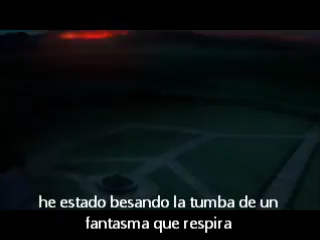 he estado besando la tumba de un
fantasma que respira